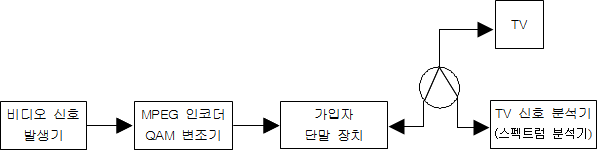 TV
비디오 신호
발생기
MPEG 인코더
QAM 변조기
가입자
단말 장치
TV 신호 분석기
(스펙트럼 분석기)